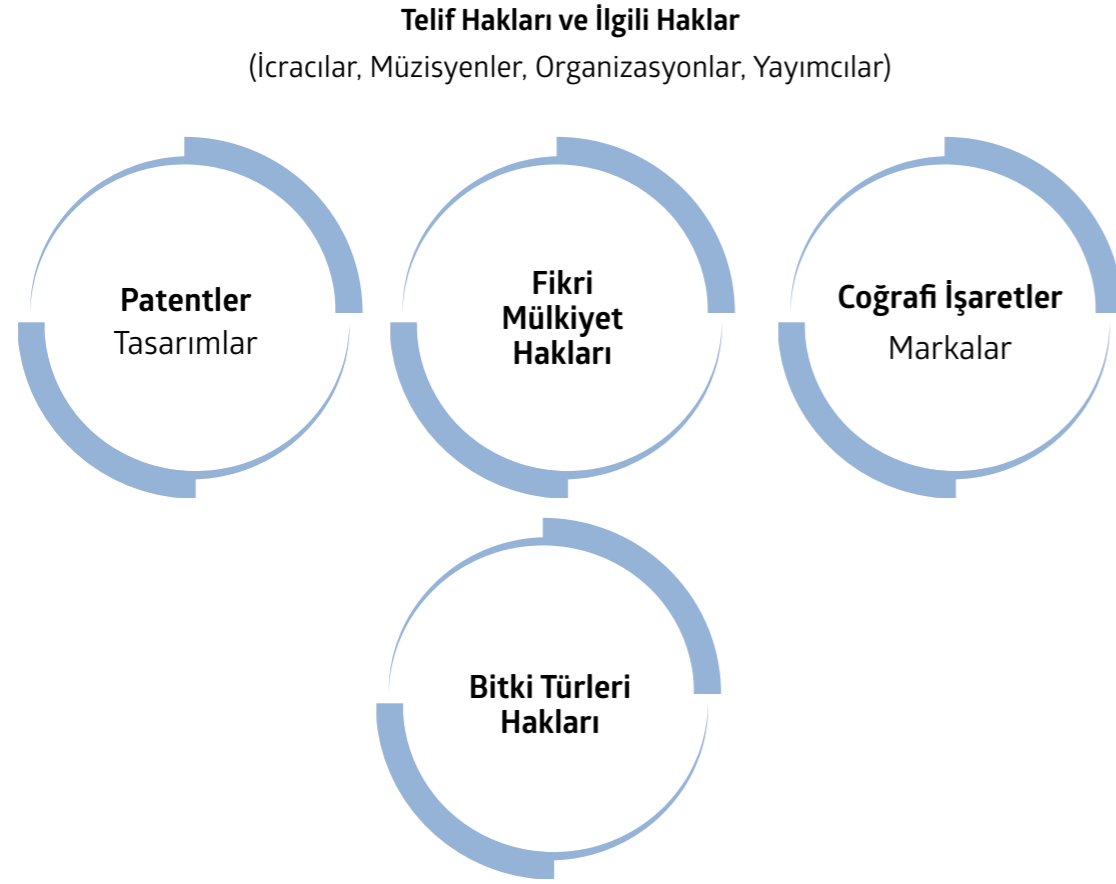 Telif Hakları ve İlgili Haklar
(İcracılar, Müzisyenler, Organizasyonlar, Yayımcılar)
Patentler
Tasarımlar
Fikri
Mülkiyet
Hakları
Coğrafi İşaretler
Markalar
Bitki Türleri
Hakları